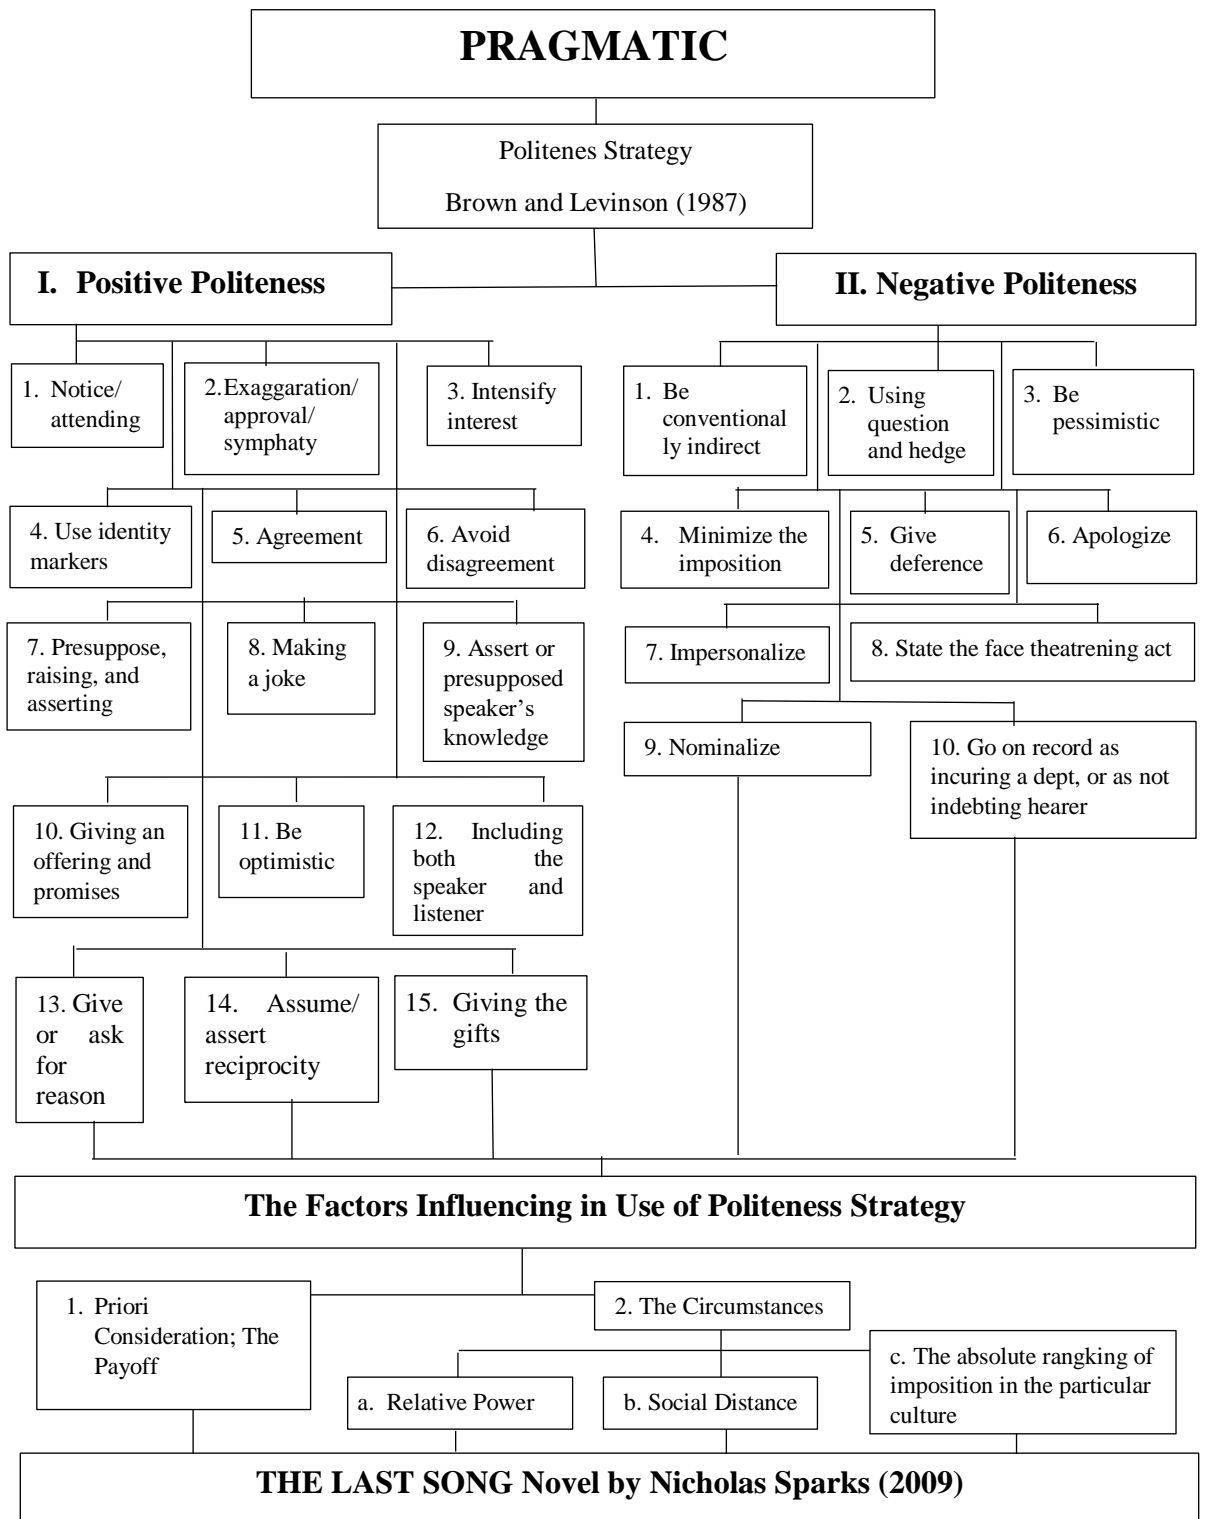 PRAGMATIC
Politenes Strategy
Brown and Levinson (1987)
I. Positive Politeness
II. Negative Politeness
1. Notice/
attending
2.Exaggaration/
approval/
symphaty
3. Intensify
interest
1. Be
conventional
ly indirect
2. Using
question
and hedge
3. Be
pessimistic
4. Use identity
markers
5. Agreement
6. Avoid
disagreement
4. Minimize the
imposition
5. Give
deference
6. Apologize
7. Presuppose,
raising, and
asserting
8. Making
a joke
9. Assert or
presupposed
speaker’s
knowledge
7. Impersonalize
8. State the face theatrening act
9. Nominalize
10. Go on record as
incuring a dept, or as not
indebting hearer
10. Giving an
offering and
promises
11. Be
optimistic
12. Including
both the
speaker and
listener
13. Give
or ask
for
reason
14. Assume/
assert
reciprocity
15. Giving the
gifts
The Factors Influencing in Use of Politeness Strategy
1. Priori
Consideration; The
Payoff
2. The Circumstances
a. Relative Power
b. Social Distance
c. The absolute rangking of
imposition in the particular
culture
THE LAST SONG Novel by Nicholas Sparks (2009)